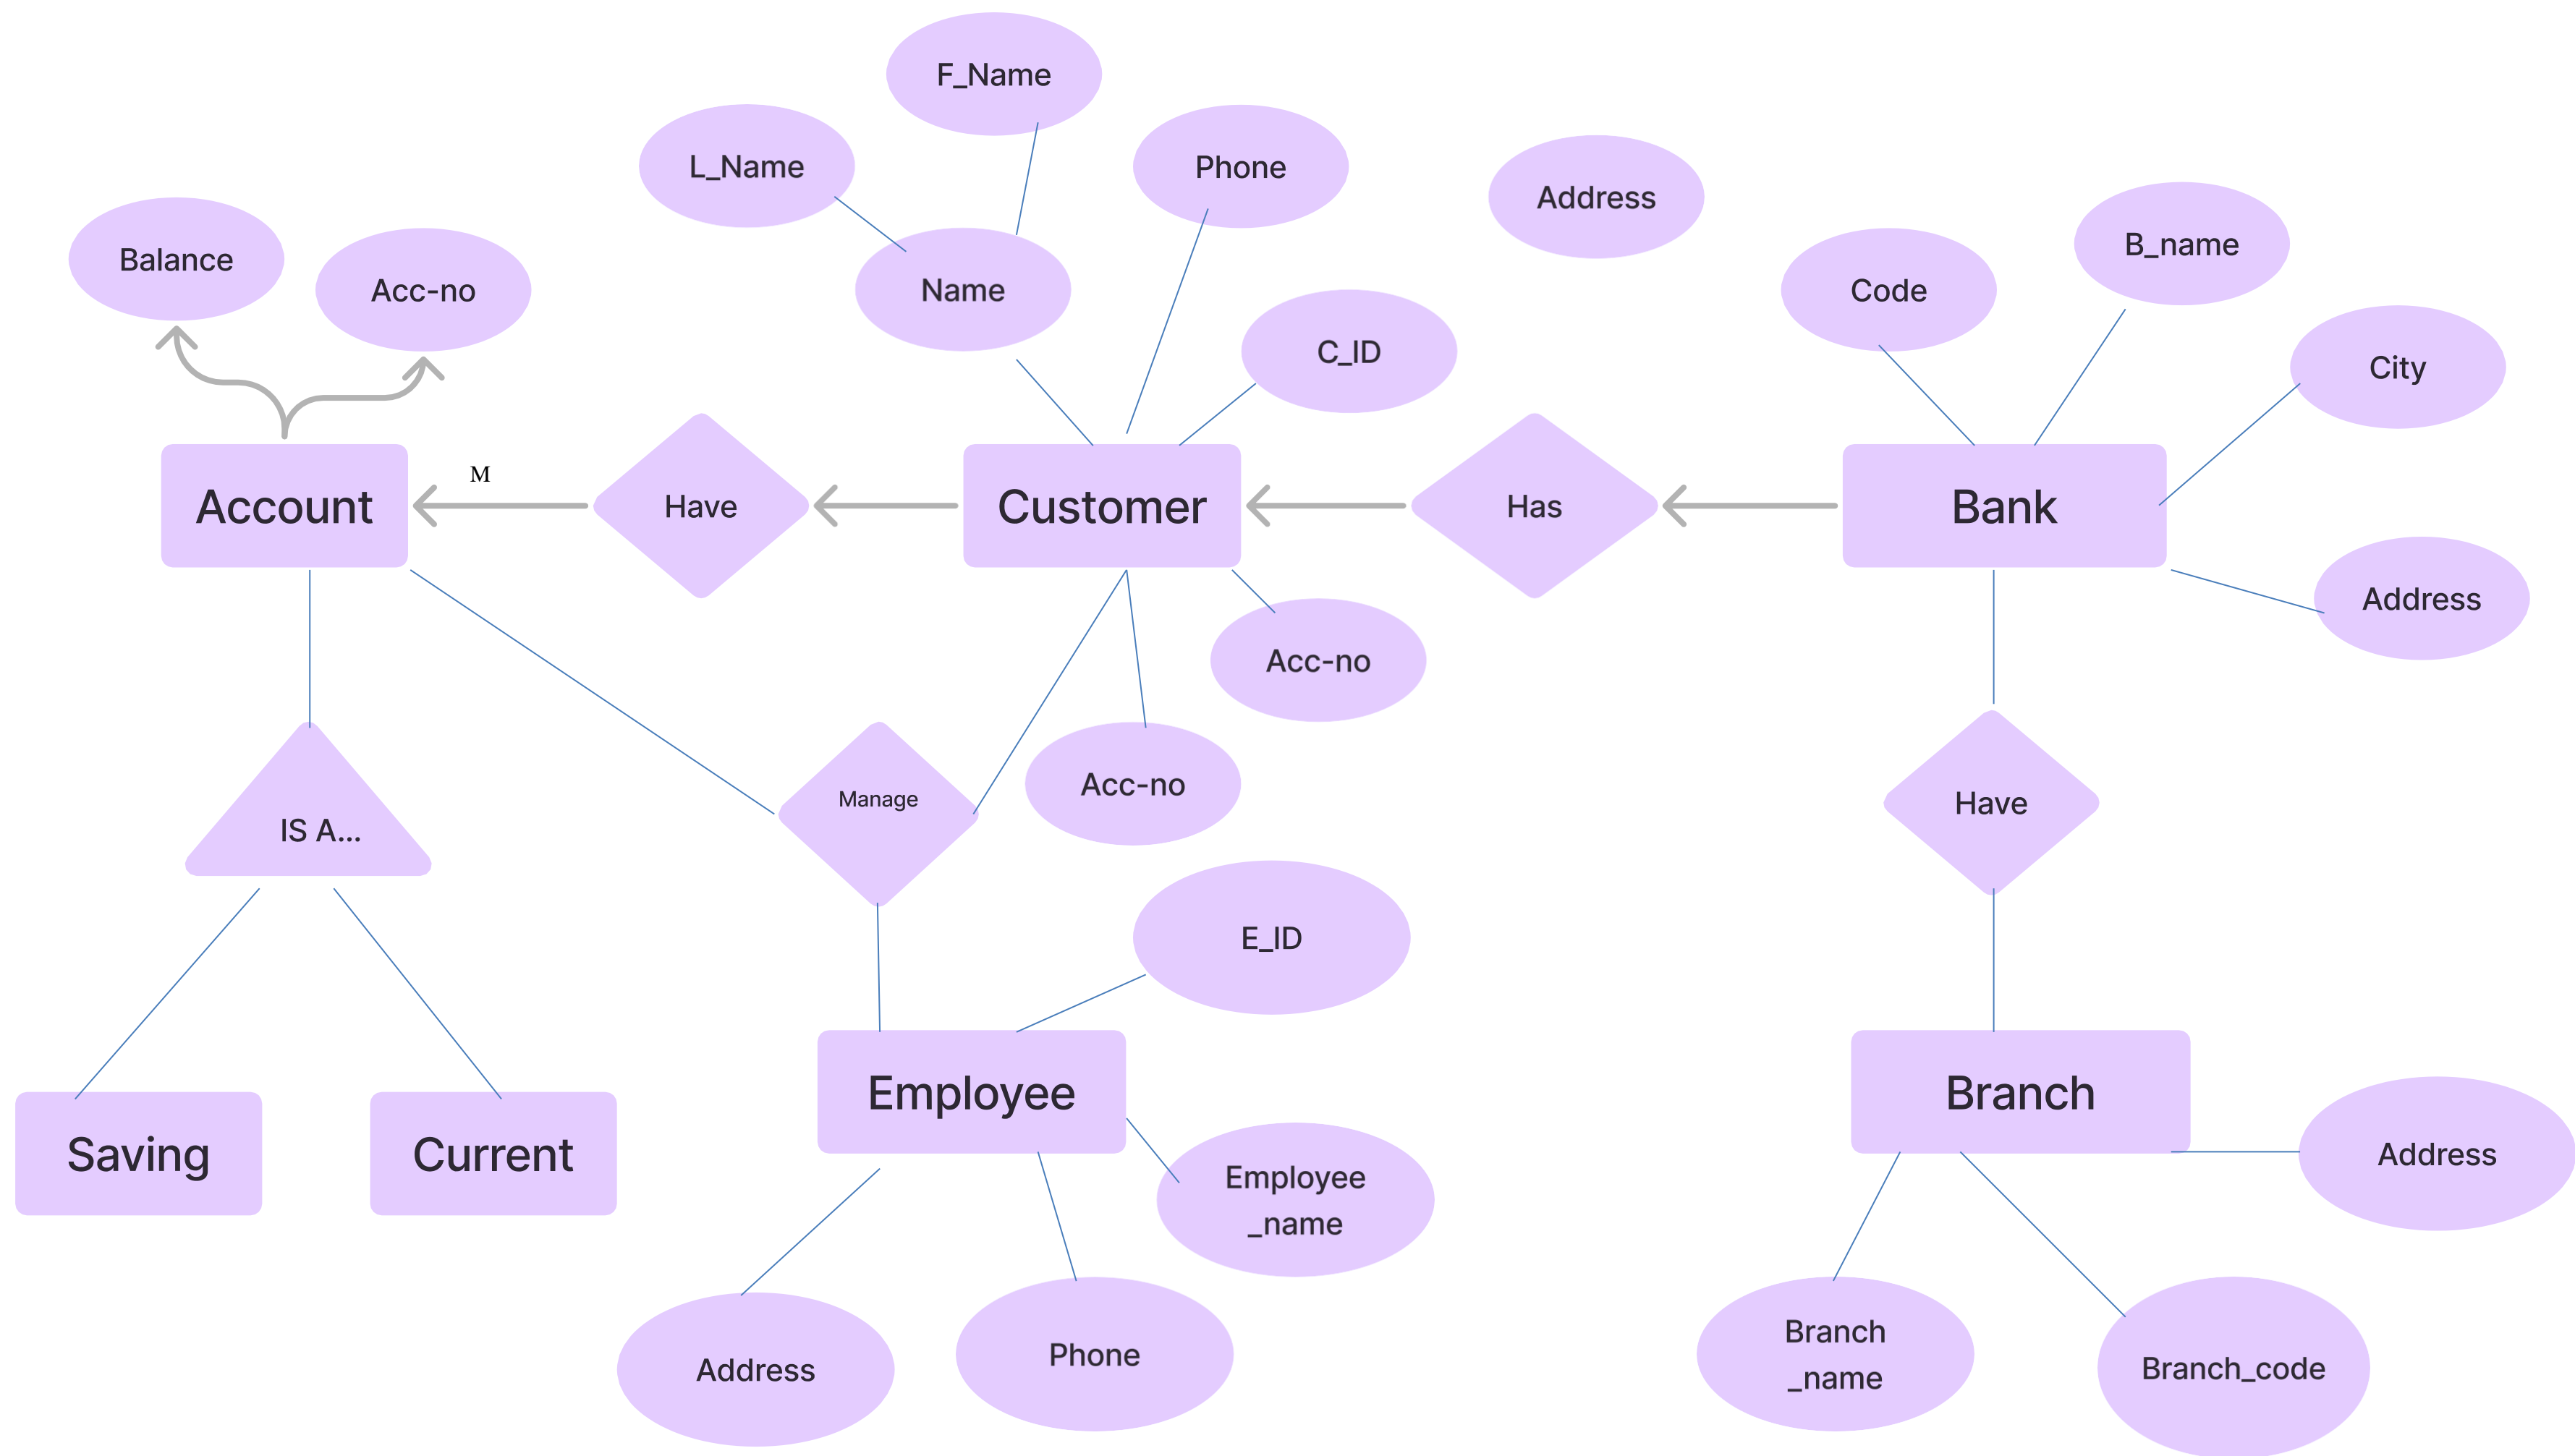 F_Name
L_Name
Phone
Address
B_name
Balance
Acc-no
Name
Code
C_ID
City
M
Account
Have
Customer
Has
Bank
Address
Acc-no
Acc-no
Manage
Have
IS A...
E_ID
Employee
Branch
Saving
Current
Employee
_name
Address
Branch
_name
Address
Phone
Branch_code